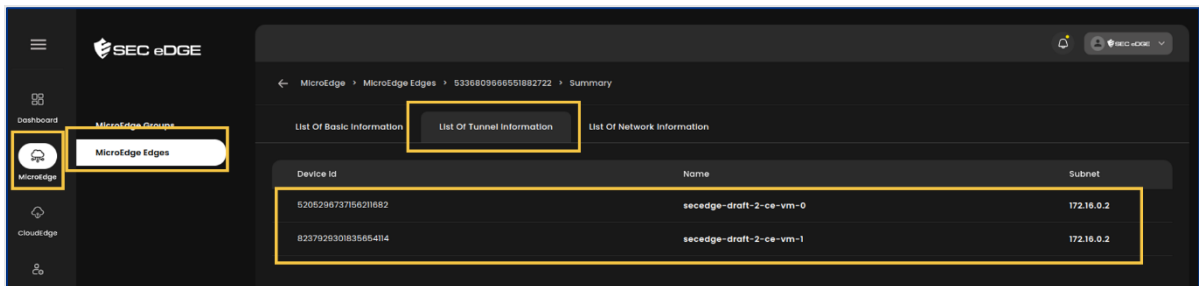 SEC eDGE
SEC eDGE
MicroEdge > MicroEdge Edges > 5336809666551882722 > Summary
Dashboard
MicroEdge Groups
List Of Basic Information
List Of Tunnel Information
List Of Network Information
MicroEdge Edges
MicroEdge
Device Id Name Subnet
5205296737156211682 secedge-draft-2-ce-vm-0 172.16.0.2
CloudEdge
8237929301835654114 secedge-draft-2-ce-vm-1 172.16.0.2